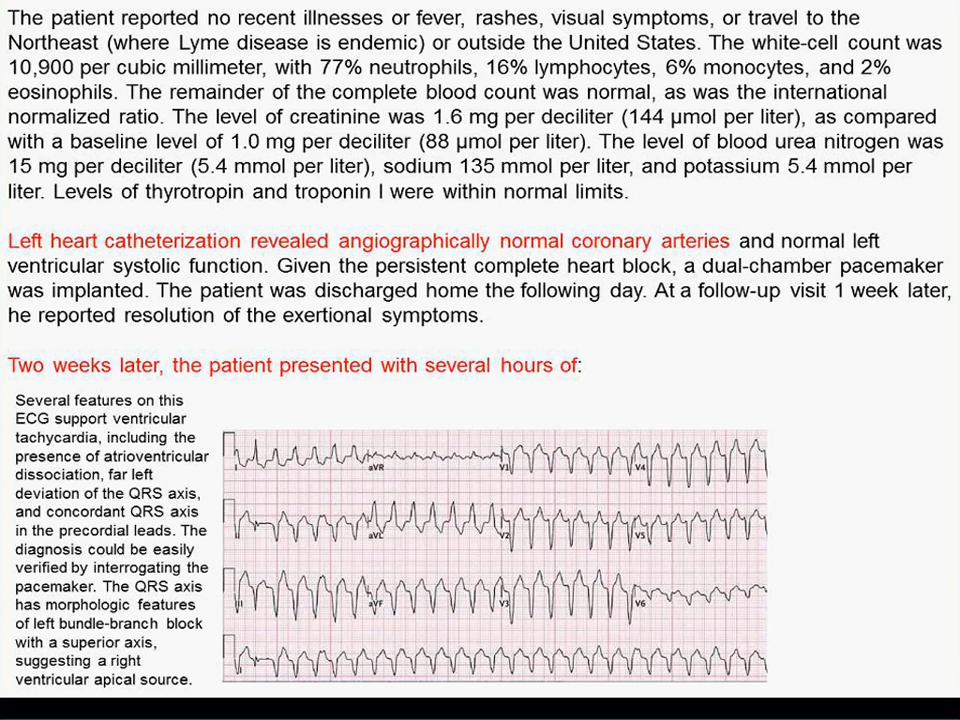 The patient reported no recent illnesses or fever, rashes, visual symptoms, or travel to the
Northeast (where Lyme disease is endemic) or outside the United States. The white-cell count was
10,900 per cubic millimeter, with 77% neutrophils, 16% lymphocytes, 6% monocytes, and 2%
eosinophils. The remainder of the complete blood count was normal, as was the international
normalized ratio. The level of creatinine was 1.6 mg per deciliter (144 μmol per liter), as compared
with a baseline level of 1.0 mg per deciliter (88 μmol per liter). The level of blood urea nitrogen was
15 mg per deciliter (5.4 mmol per liter), sodium 135 mmol per liter, and potassium 5.4 mmol per
liter. Levels of thyrotropin and troponin I were within normal limits.
Left heart catheterization revealed angiographically normal coronary arteries and normal left
ventricular systolic function. Given the persistent complete heart block, a dual-chamber pacemaker
was implanted. The patient was discharged home the following day. At a follow-up visit 1 week later,
he reported resolution of the exertional symptoms.
Two weeks later, the patient presented with several hours of:
Several features on this
ECG support ventricular
tachycardia, including the
presence of atrioventricular
dissociation, far left
deviation of the QRS axis,
and concordant QRS axis
in the precordial leads. The
diagnosis could be easily
verified by interrogating the
pacemaker. The QRS axis
has morphologic features
of left bundle-branch block
with a superior axis,
suggesting a right
ventricular apical source.
I aVR V1 V4
aVL V2 V5
aVF V3 V6